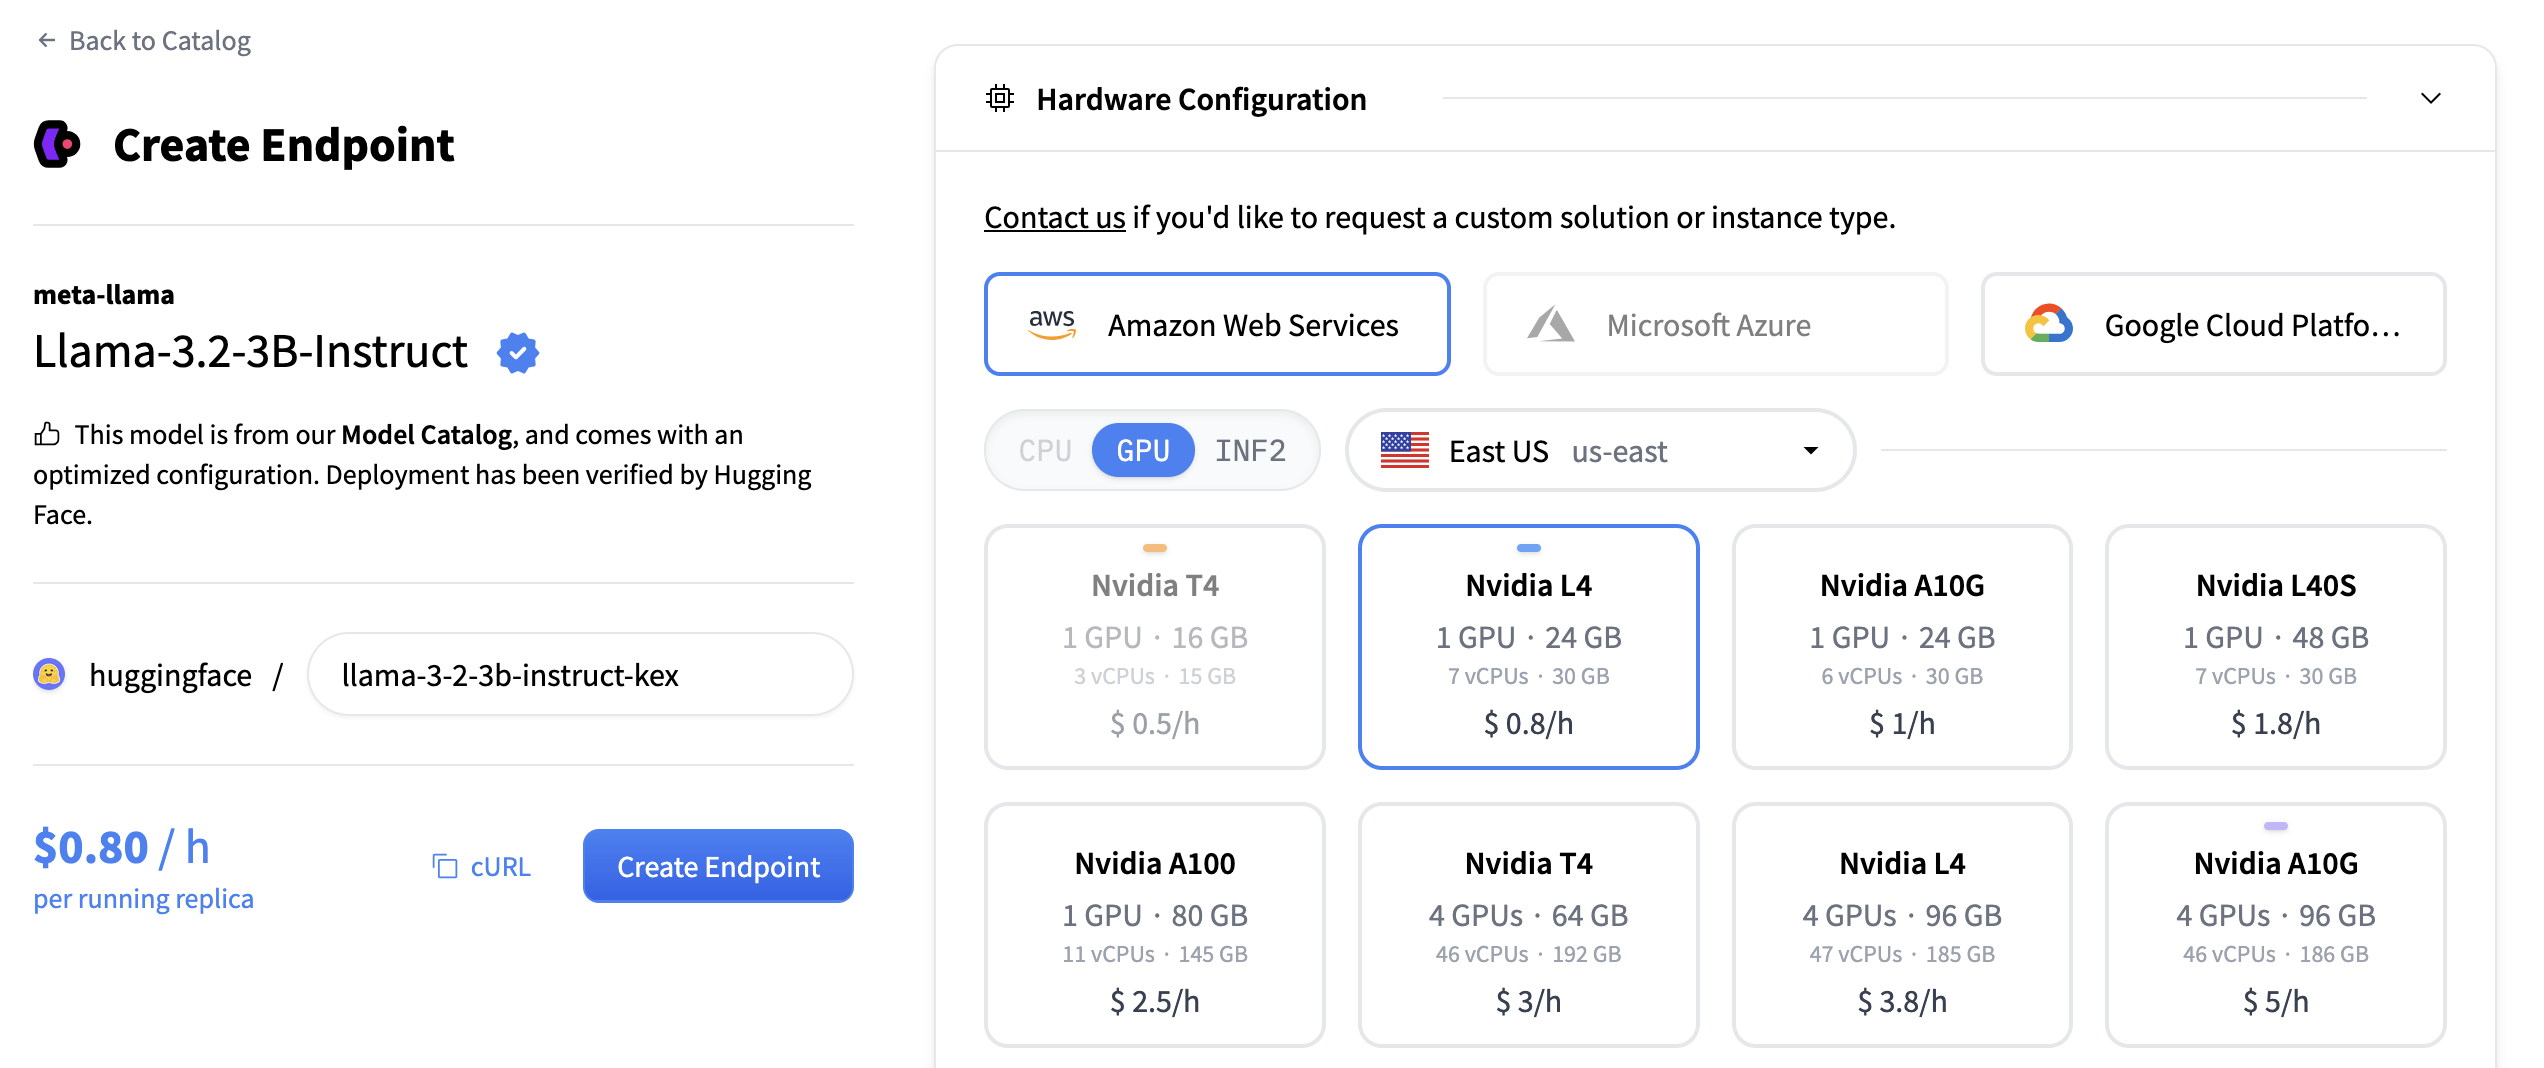 Back to Catalog
Create Endpoint
meta-llama
Llama-3.2-3B-Instruct
This model is from our Model Catalog, and comes with an
optimized configuration. Deployment has been verified by Hugging
Face.
huggingface / llama-3-2-3b-instruct-kex
$0.80 / h
per running replica
cURL
Create Endpoint
Hardware Configuration
Contact us if you'd like to request a custom solution or instance type.
aws Amazon Web Services
Microsoft Azure
Google Cloud Platfo…
CPU GPU INF2
East US us-east
Nvidia T4
1 GPU · 16 GB
3 vCPUs · 15 GB
$ 0.5/h
Nvidia L4
1 GPU · 24 GB
7 vCPUs · 30 GB
$ 0.8/h
Nvidia A10G
1 GPU · 24 GB
6 vCPUs · 30 GB
$ 1/h
Nvidia L40S
1 GPU · 48 GB
7 vCPUs · 30 GB
$ 1.8/h
Nvidia A100
1 GPU · 80 GB
11 vCPUs · 145 GB
$ 2.5/h
Nvidia T4
4 GPUs · 64 GB
46 vCPUs · 192 GB
$ 3/h
Nvidia L4
4 GPUs · 96 GB
47 vCPUs · 185 GB
$ 3.8/h
Nvidia A10G
4 GPUs · 96 GB
46 vCPUs · 186 GB
$ 5/h